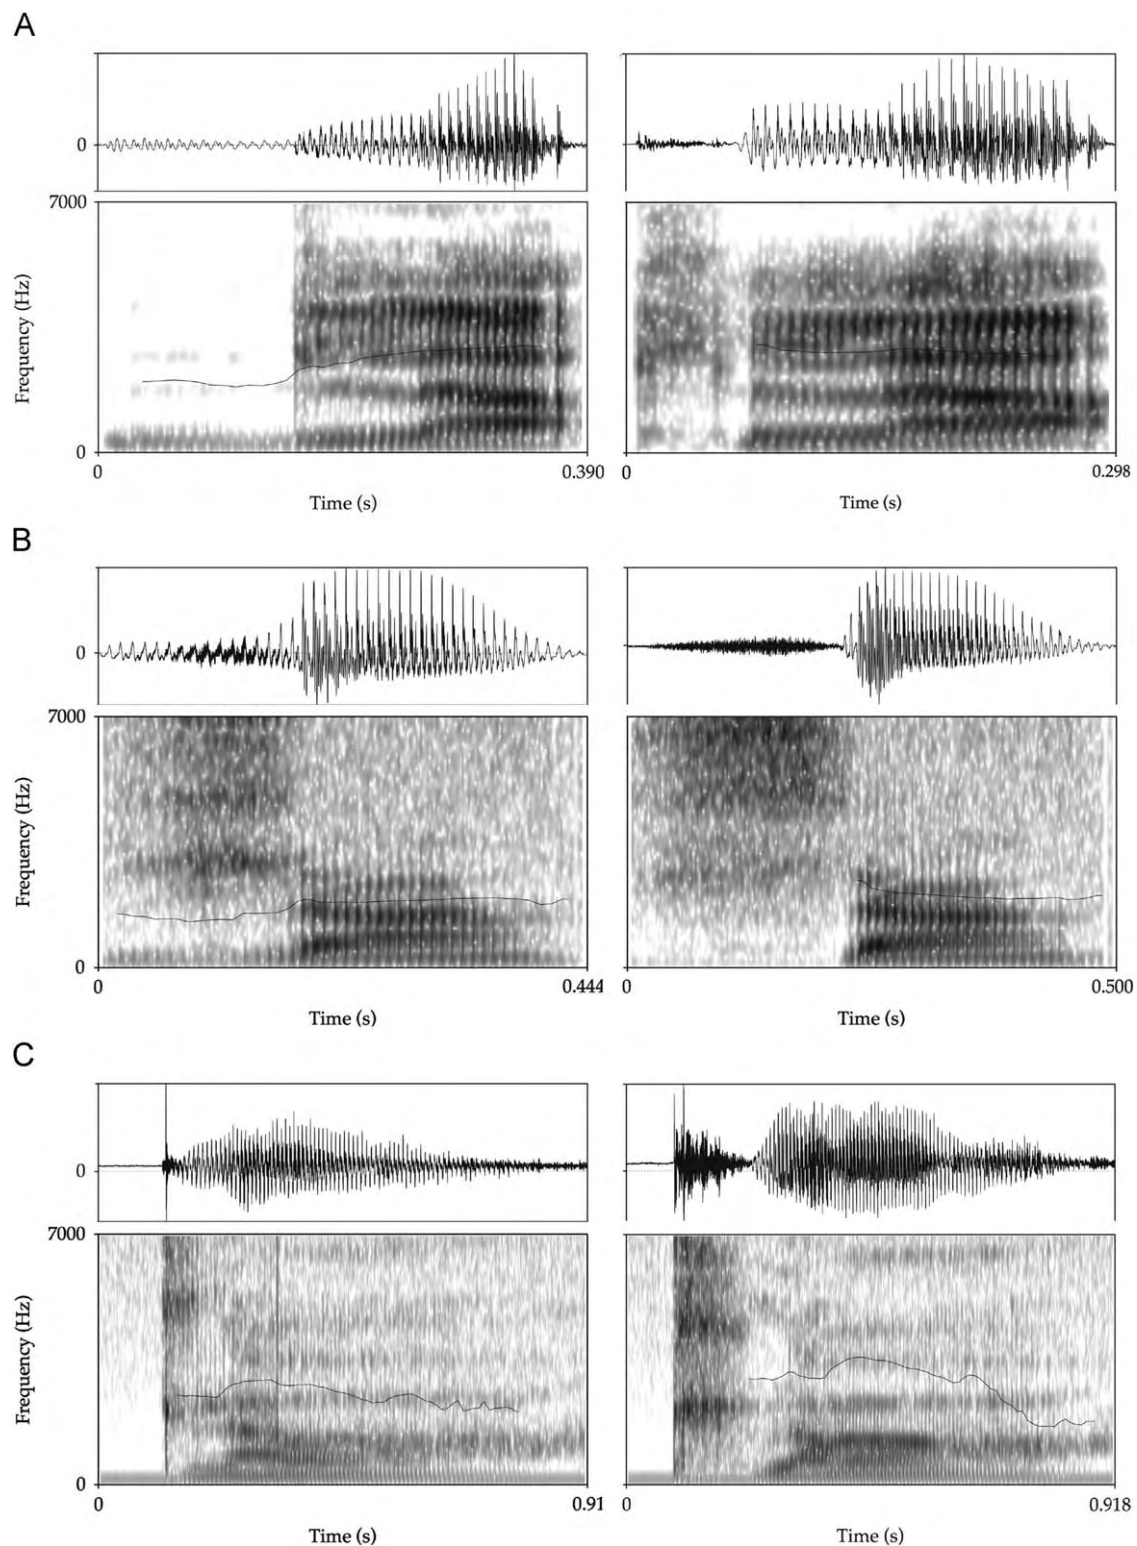 A
0
7000
Frequency (Hz)
0
0 0.390 0 0.298
Time (s) Time (s)
B
0
7000
Frequency (Hz)
0
0 0.444 0 0.500
Time (s) Time (s)
C
0
7000
Frequency (Hz)
0
0 0.91 0 0.918
Time (s) Time (s)